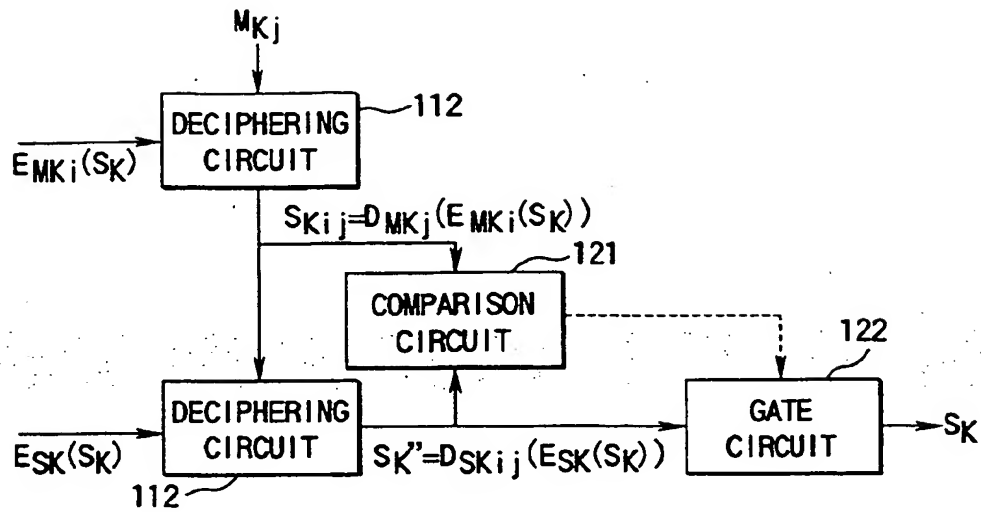 MKj
DECIPHERING
CIRCUIT
112
EMKi(SK)
SKij=DMKj(EMKi(SK))
121
COMPARISON
CIRCUIT
122
DECIPHERING
CIRCUIT
GATE
CIRCUIT
SK
ESK(SK)
SK"=DSKij(ESK(SK))
112